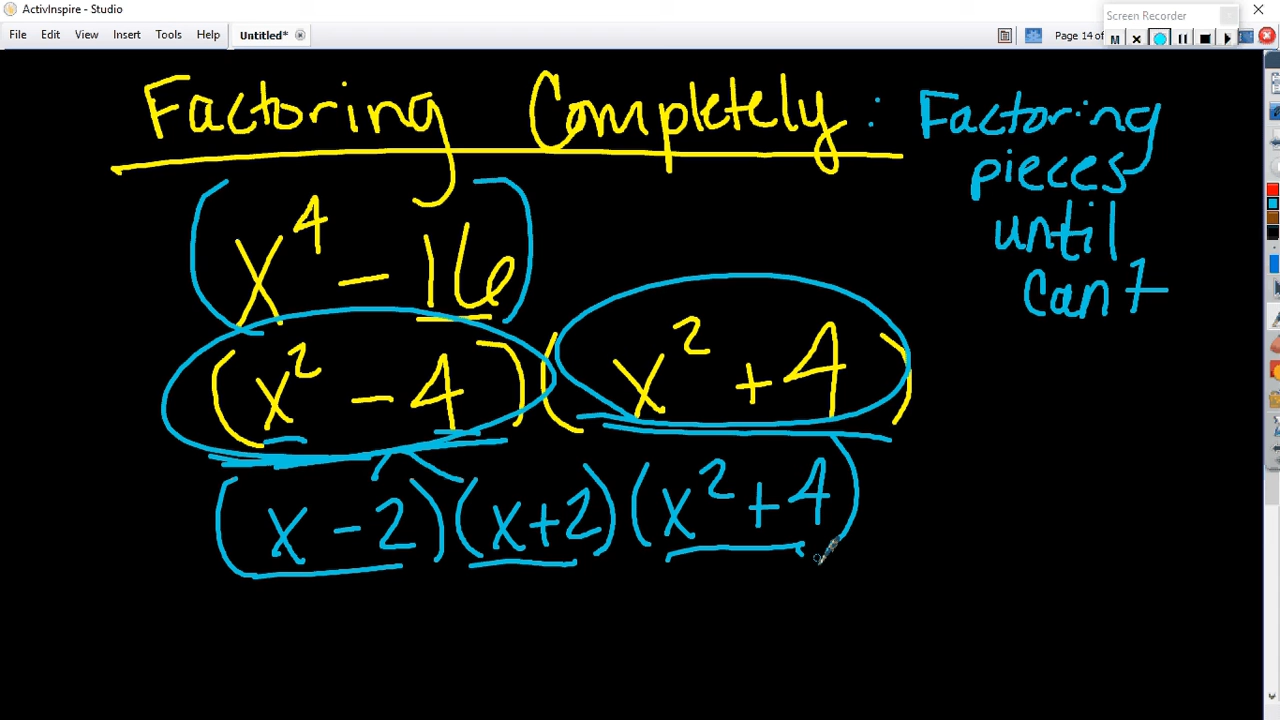 ActivInspire - Studio
Screen Recorder
File Edit View Insert Tools Help Untitled* Page 14 of
M
Factoring Completely : Factoring
pieces
until
can't
(x⁴ - 16)
(x² - 4)(x² + 4)
(x - 2)(x + 2)(x² + 4)